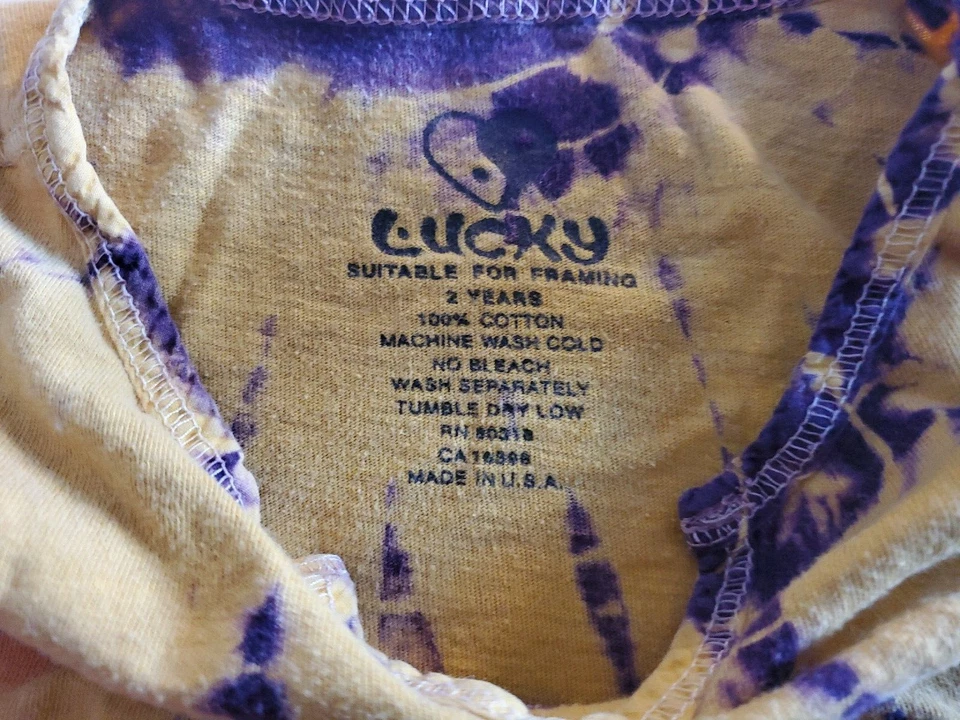 LUCKY
SUITABLE FOR FRAMING
2 YEARS
100% COTTON
MACHINE WASH COLD
NO BLEACH
WASH SEPARATELY
TUMBLE DRY LOW
RN
MADE IN U.S.A.